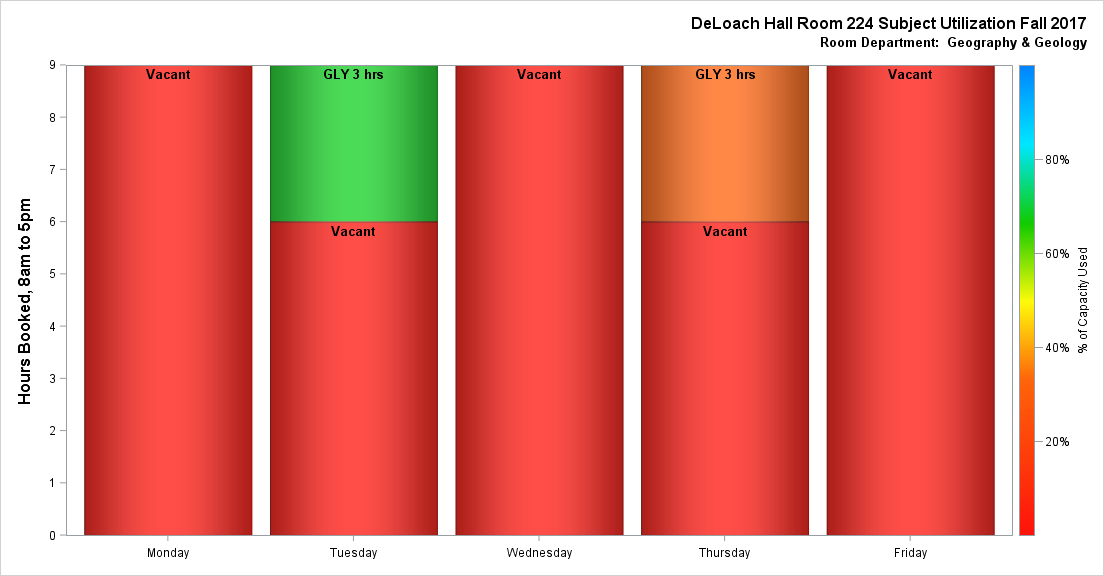 DeLoach Hall Room 224 Subject Utilization Fall 2017
Room Department:  Geography & Geology
Hours Booked, 8am to 5pm
9
8
7
6
5
4
3
2
1
0
Vacant
GLY 3 hrs
Vacant
GLY 3 hrs
Vacant
Vacant
Vacant
Monday
Tuesday
Wednesday
Thursday
Friday
80%
60%
40%
20%
% of Capacity Used